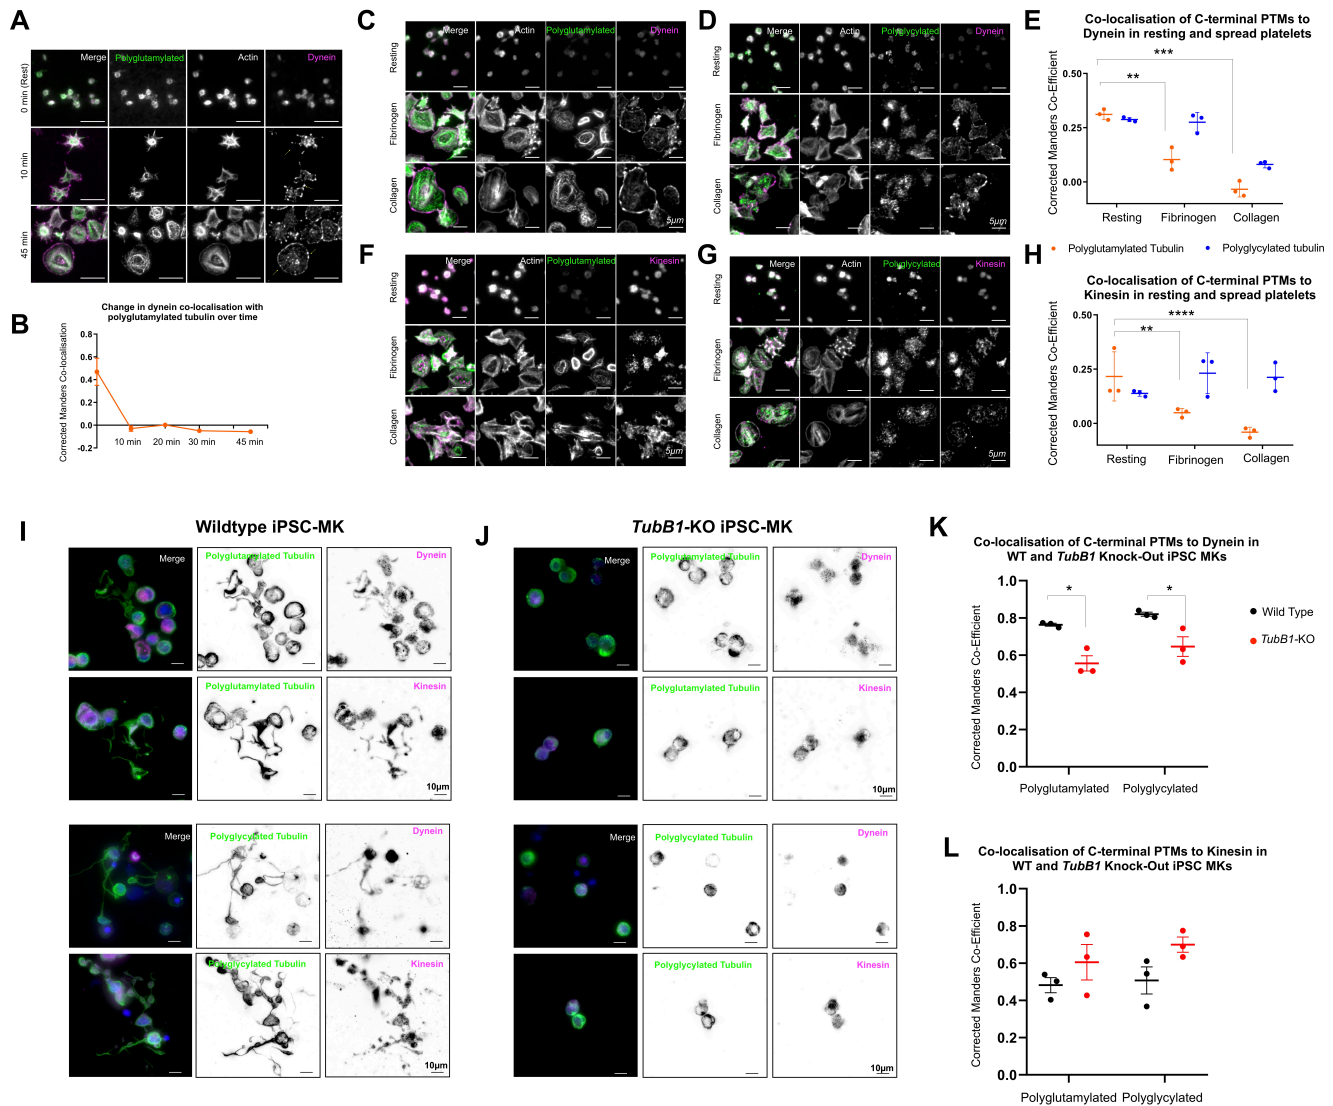 A
Merge
Polyglutamylated
Actin
Dynein
0 min (Rest)
10 min
45 min
B
Change in dynein co-localisation with
polyglutamylated tubulin over time
Corrected Manders Co-localisation
0.8
0.6
0.4
0.2
0.0
-0.2
10 min
20 min
30 min
45 min
C
Merge
Actin
Polyglutamylated
Dynein
Resting
Fibrinogen
Collagen
5µm
D
Merge
Actin
Polyglycylated
Dynein
Resting
Fibrinogen
Collagen
5µm
E
Co-localisation of C-terminal PTMs to
Dynein in resting and spread platelets
Corrected Manders Co-Efficient
***
**
0.50
0.25
0.00
Resting
Fibrinogen
Collagen
Polyglutamylated Tubulin
Polyglycylated tubulin
F
Merge
Actin
Polyglutamylated
Kinesin
Resting
Fibrinogen
Collagen
5µm
G
Merge
Actin
Polyglycylated
Kinesin
Resting
Fibrinogen
Collagen
5µm
H
Co-localisation of C-terminal PTMs to
Kinesin in resting and spread platelets
Corrected Manders Co-Efficient
****
**
0.50
0.25
0.00
Resting
Fibrinogen
Collagen
I
Wildtype iPSC-MK
Merge
Polyglutamylated Tubulin
Dynein
Polyglutamylated Tubulin
Kinesin
10µm
Merge
Polyglycylated Tubulin
Dynein
Polyglycylated Tubulin
Kinesin
10µm
J
TubB1-KO iPSC-MK
Merge
Polyglutamylated Tubulin
Dynein
Polyglutamylated Tubulin
Kinesin
10µm
Merge
Polyglycylated Tubulin
Dynein
Polyglycylated Tubulin
Kinesin
10µm
K
Co-localisation of C-terminal PTMs to Dynein in
WT and TubB1 Knock-Out iPSC MKs
Corrected Manders Co-Efficient
1.0
0.8
0.6
0.4
0.2
0.0
*
*
Polyglutamylated
Polyglycylated
Wild Type
TubB1-KO
L
Co-localisation of C-terminal PTMs to Kinesin in
WT and TubB1 Knock-Out iPSC MKs
Corrected Manders Co-Efficient
1.0
0.8
0.6
0.4
0.2
0.0
Polyglutamylated
Polyglycylated